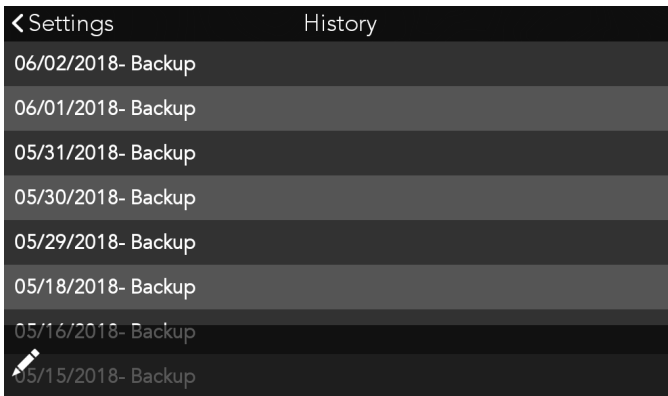 Settings
History
06/02/2018- Backup
06/01/2018- Backup
05/31/2018- Backup
05/30/2018- Backup
05/29/2018- Backup
05/18/2018- Backup
05/16/2018- Backup
05/15/2018- Backup